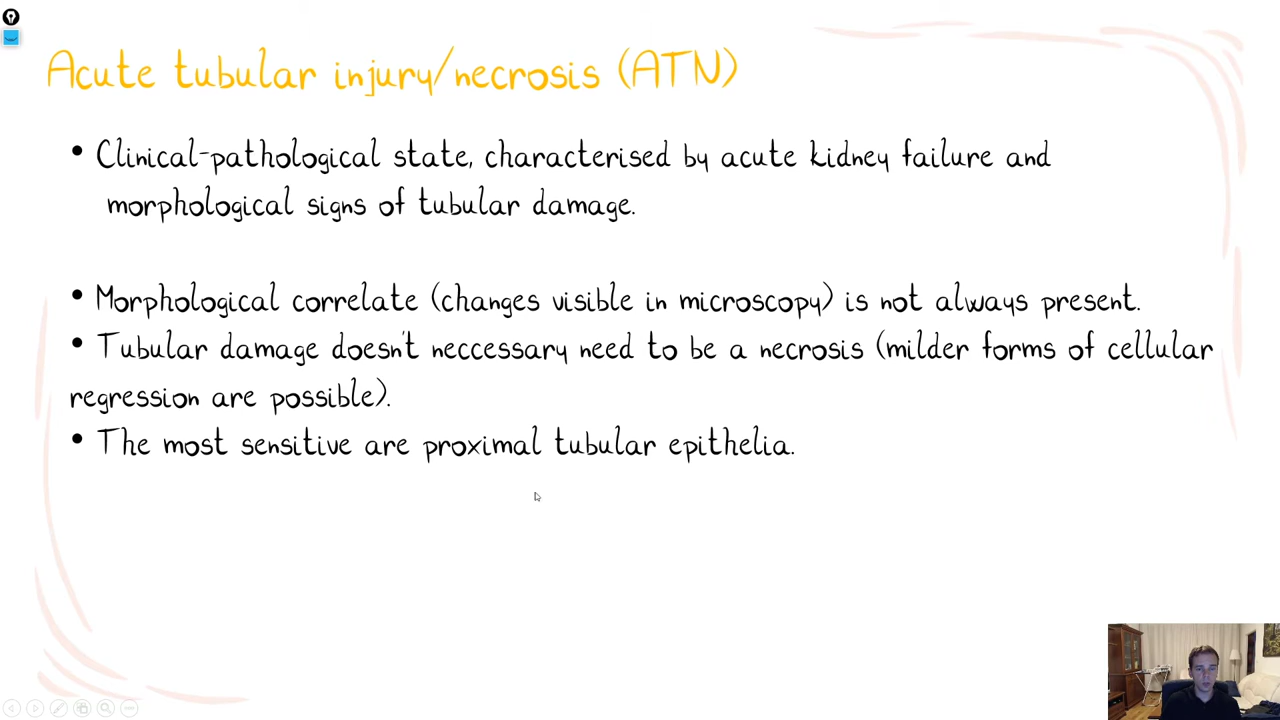 Acute tubular injury/necrosis (ATN)
• Clinical-pathological state, characterised by acute kidney failure and
morphological signs of tubular damage.
• Morphological correlate (changes visible in microscopy) is not always present.
• Tubular damage doesn't neccessary need to be a necrosis (milder forms of cellular
regression are possible).
• The most sensitive are proximal tubular epithelia.